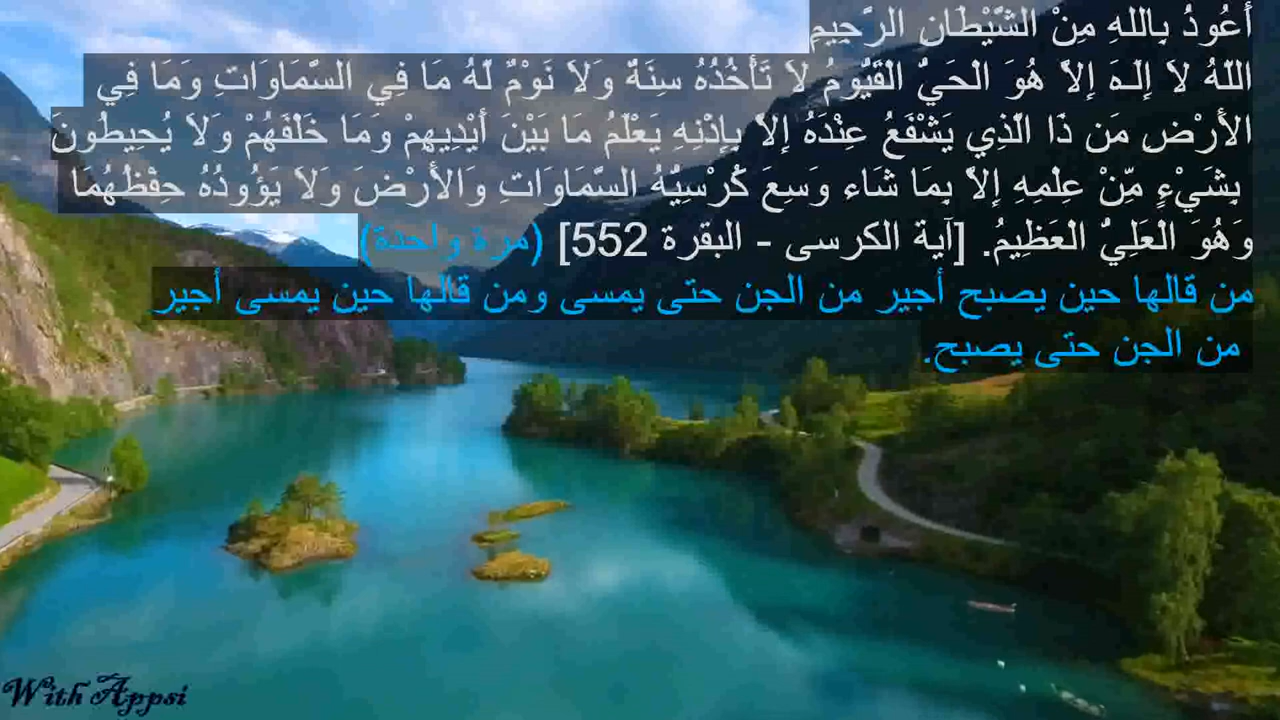 أَعُوذُ بِاللهِ مِنْ الشَّيْطَانِ الرَّجِيمِ
اللّهُ لاَ إِلَـهَ إِلاَّ هُوَ الْحَيُّ الْقَيُّومُ لاَ تَأْخُذُهُ سِنَةٌ وَلاَ نَوْمٌ لَّهُ مَا فِي السَّمَاوَاتِ وَمَا فِي
الأَرْضِ مَن ذَا الَّذِي يَشْفَعُ عِنْدَهُ إِلاَّ بِإِذْنِهِ يَعْلَمُ مَا بَيْنَ أَيْدِيهِمْ وَمَا خَلْفَهُمْ وَلاَ يُحِيطُونَ
بِشَيْءٍ مِّنْ عِلْمِهِ إِلاَّ بِمَا شَاء وَسِعَ كُرْسِيُّهُ السَّمَاوَاتِ وَالأَرْضَ وَلاَ يَؤُودُهُ حِفْظُهُمَا
وَهُوَ الْعَلِيُّ الْعَظِيمُ. [آية الكرسى - البقرة 552] (مرة واحدة)
من قالها حين يصبح أجير من الجن حتى يمسى ومن قالها حين يمسى أجير
من الجن حتى يصبح.
With Appsi